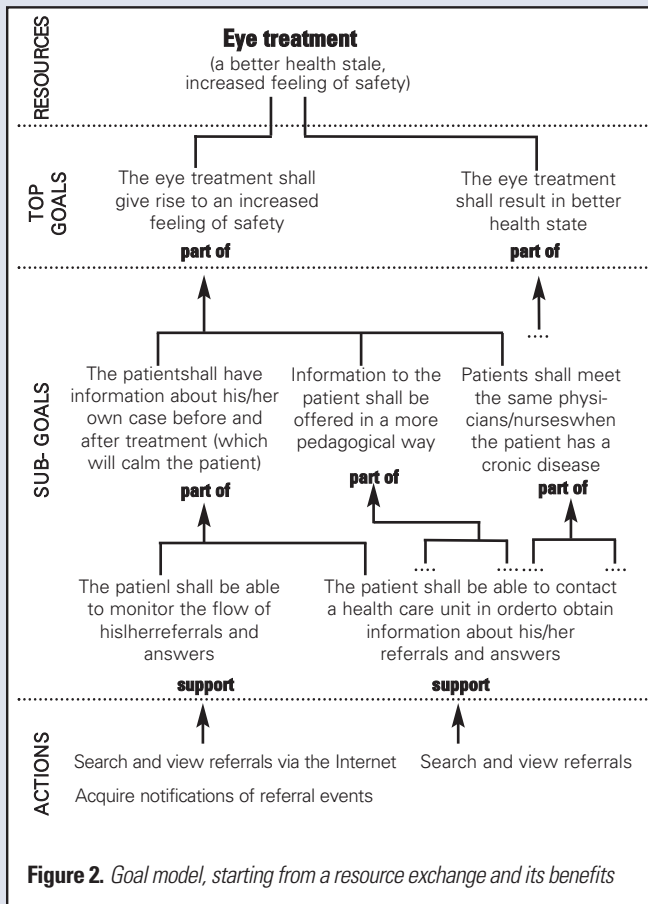 RESOURCES
Eye treatment
(a better health stale,
increased feeling of safety)
TOP
GOALS
The eye treatment shall
give rise to an increased
feeling of safety
part of
The eye treatment
shall result in better
health state
part of
....
SUB- GOALS
The patientshall have
information about his/her
own case before and
after treatment (which
will calm the patient)
part of
Information to the
patient shall be
offered in a more
pedagogical way
part of
Patients shall meet
the same physi-
cians/nurseswhen
the patient has a
cronic disease
part of
.... .... .... ....
The patienl shall be able
to monitor the flow of
hislherreferrals and
answers
support
The patient shall be able to contact
a health care unit in orderto obtain
information about his/her
referrals and answers
support
ACTIONS
Search and view referrals via the Internet
Acquire notifications of referral events
Search and view referrals
Figure 2. Goal model, starting from a resource exchange and its benefits